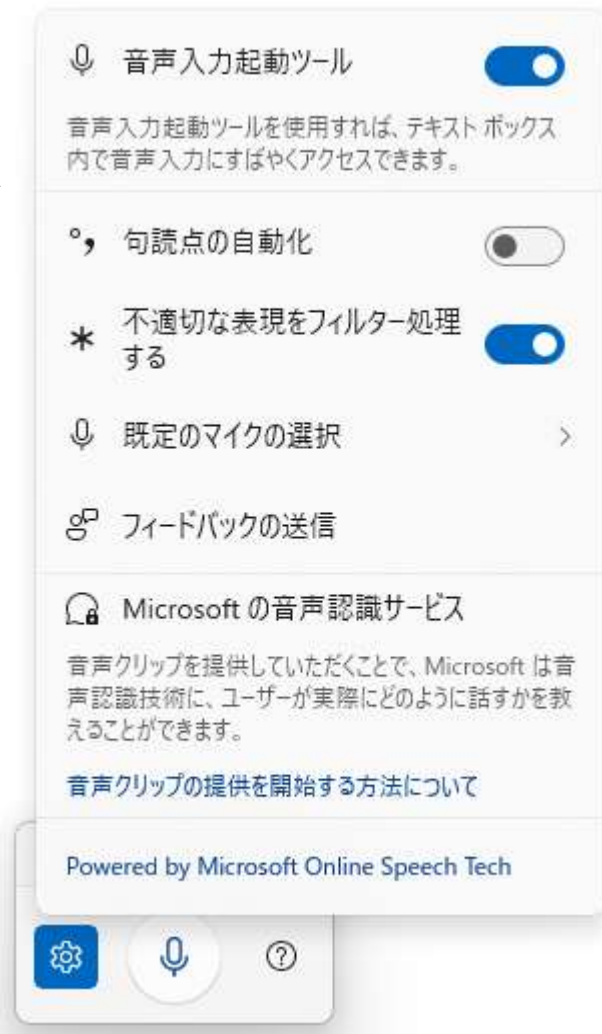 音声入力起動ツール
音声入力起動ツールを使用すれば、テキスト ボックス
内で音声入力にすばやくアクセスできます。
句読点の自動化
不適切な表現をフィルター処理
する
既定のマイクの選択
フィードバックの送信
Microsoft の音声認識サービス
音声クリップを提供していただくことで、Microsoft は音
声認識技術に、ユーザーが実際にどのように話すかを教
えることができます。
音声クリップの提供を開始する方法について
Powered by Microsoft Online Speech Tech